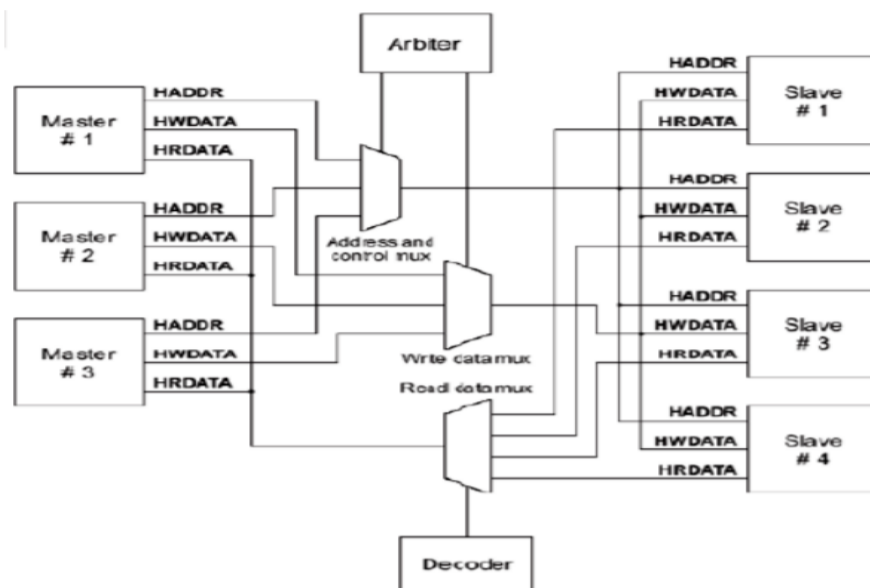 Arbiter
Master
# 1
HADDR
HWDATA
HRDATA
Master
# 2
HADDR
HWDATA
HRDATA
Master
# 3
HADDR
HWDATA
HRDATA
Address and
control mux
Write data mux
Read data mux
Decoder
HADDR
HWDATA
HRDATA
Slave
# 1
HADDR
HWDATA
HRDATA
Slave
# 2
HADDR
HWDATA
HRDATA
Slave
# 3
HADDR
HWDATA
HRDATA
Slave
# 4